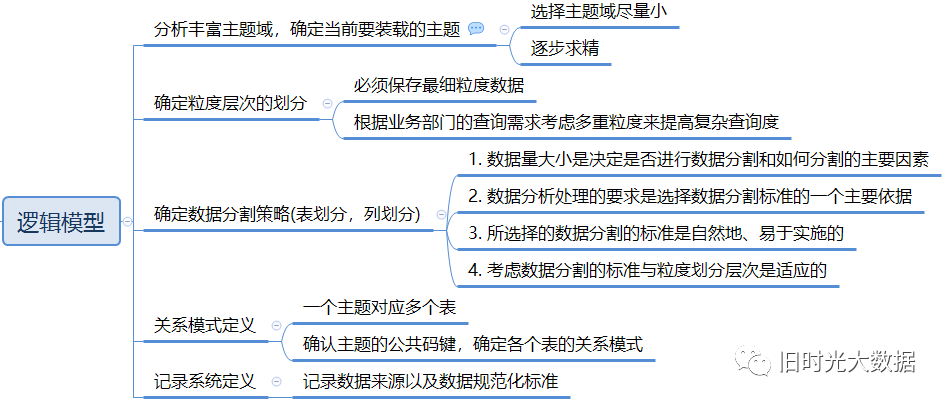 逻辑模型
分析丰富主题域，确定当前要装载的主题
选择主题域尽量小
逐步求精
确定粒度层次的划分
必须保存最细粒度数据
根据业务部门的查询需求考虑多重粒度来提高复杂查询度
确定数据分割策略(表划分，列划分)
1. 数据量大小是决定是否进行数据分割和如何分割的主要因素
2. 数据分析处理的要求是选择数据分割标准的一个主要依据
3. 所选择的数据分割的标准是自然地、易于实施的
4. 考虑数据分割的标准与粒度划分层次是适应的
关系模式定义
一个主题对应多个表
确认主题的公共码键，确定各个表的关系模式
记录系统定义
记录数据来源以及数据规范化标准
旧时光大数据